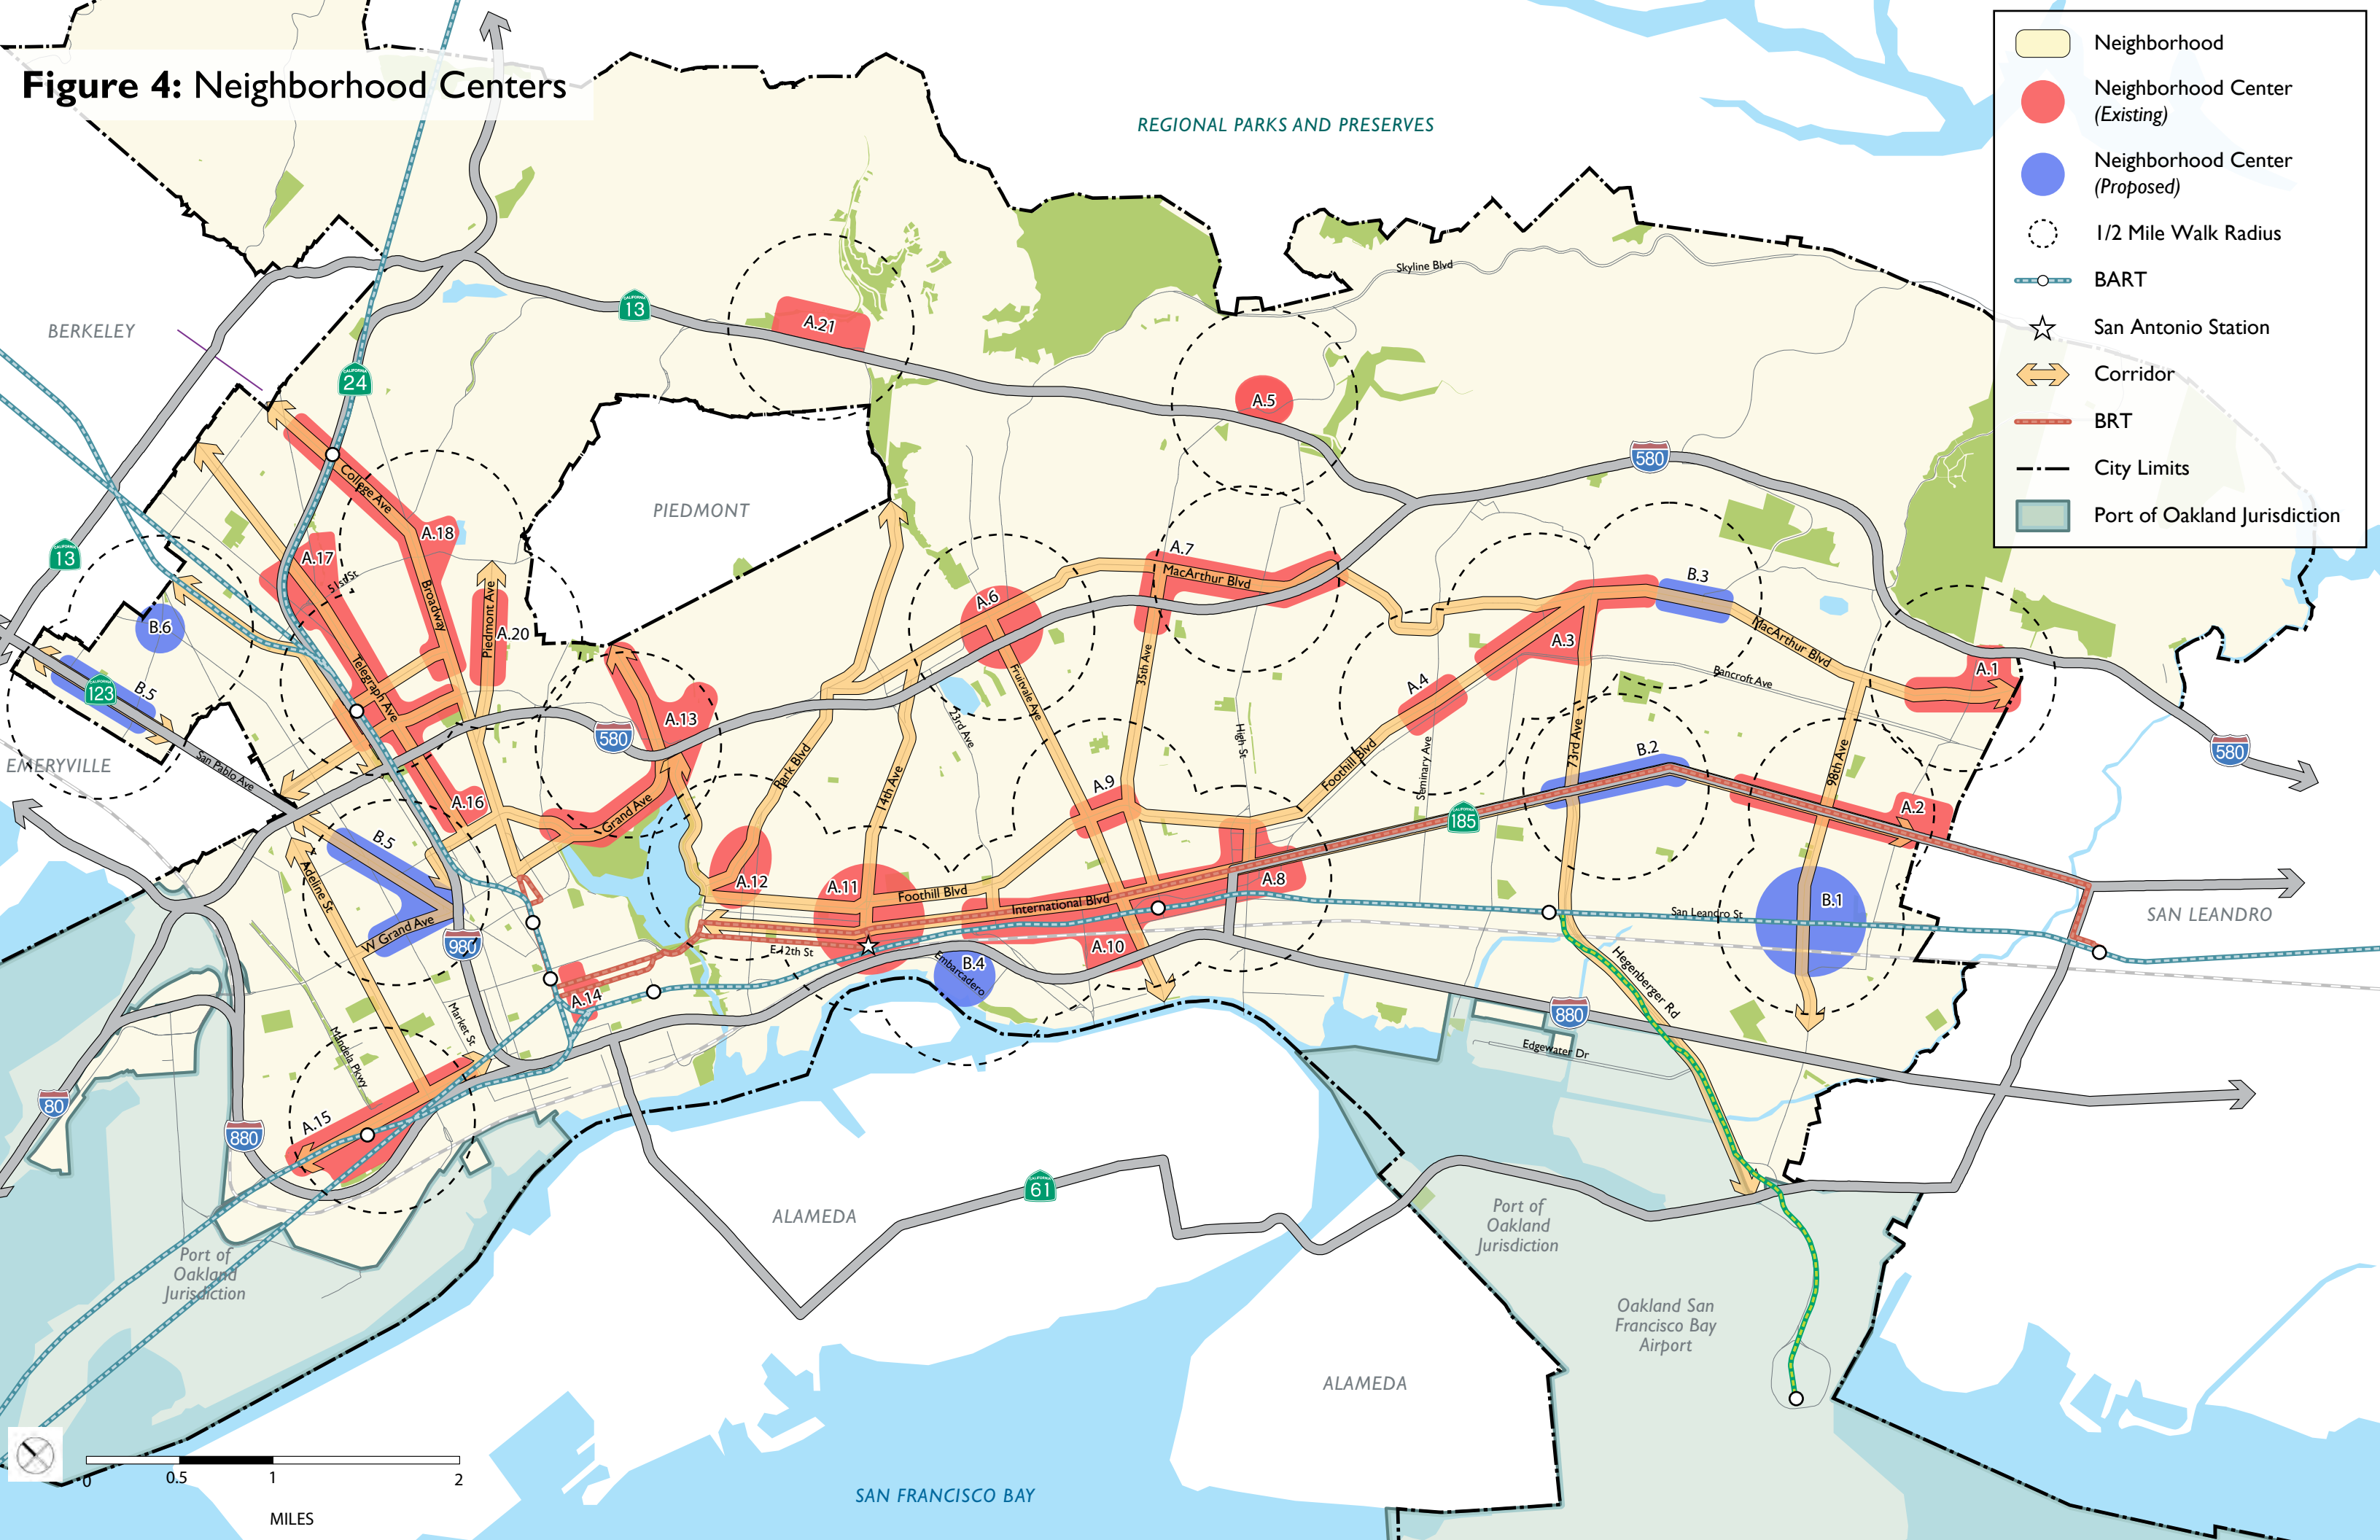 Figure 4: Neighborhood Centers
Neighborhood
Neighborhood Center
(Existing)
Neighborhood Center
(Proposed)
1/2 Mile Walk Radius
BART
San Antonio Station
Corridor
BRT
City Limits
Port of Oakland Jurisdiction
REGIONAL PARKS AND PRESERVES
Skyline Blvd
CALIFORNIA
13
A.21
BERKELEY
CALIFORNIA
24
A.5
580
PIEDMONT
College Ave
A.18
A.17
51st St
CALIFORNIA
13
A.7
MacArthur Blvd
B.3
A.6
B.6
Broadway
Piedmont Ave
A.20
A.3
MacArthur Blvd
A.1
Telegraph Ave
B.5
CALIFORNIA
123
Fruitvale Ave
35th Ave
Bancroft Ave
A.4
A.13
23rd Ave
High St
73rd Ave
B.2
580
580
EMERYVILLE
San Pablo Ave
Park Blvd
14th Ave
Foothill Blvd
Seminary Ave
98th Ave
A.16
Grand Ave
A.9
A.2
CALIFORNIA
185
B.5
Adeline St
A.12
A.11
Foothill Blvd
A.8
International Blvd
B.1
San Leandro St
SAN LEANDRO
W Grand Ave
980
E 12th St
A.10
B.4
Embarcadero
Hegenberger Rd
A.14
Market St
880
Mandela Pkwy
Edgewater Dr
80
A.15
880
CALIFORNIA
61
ALAMEDA
Port of
Oakland
Jurisdiction
Port of
Oakland
Jurisdiction
Oakland San
Francisco Bay
Airport
ALAMEDA
0
0.5
1
2
MILES
SAN FRANCISCO BAY